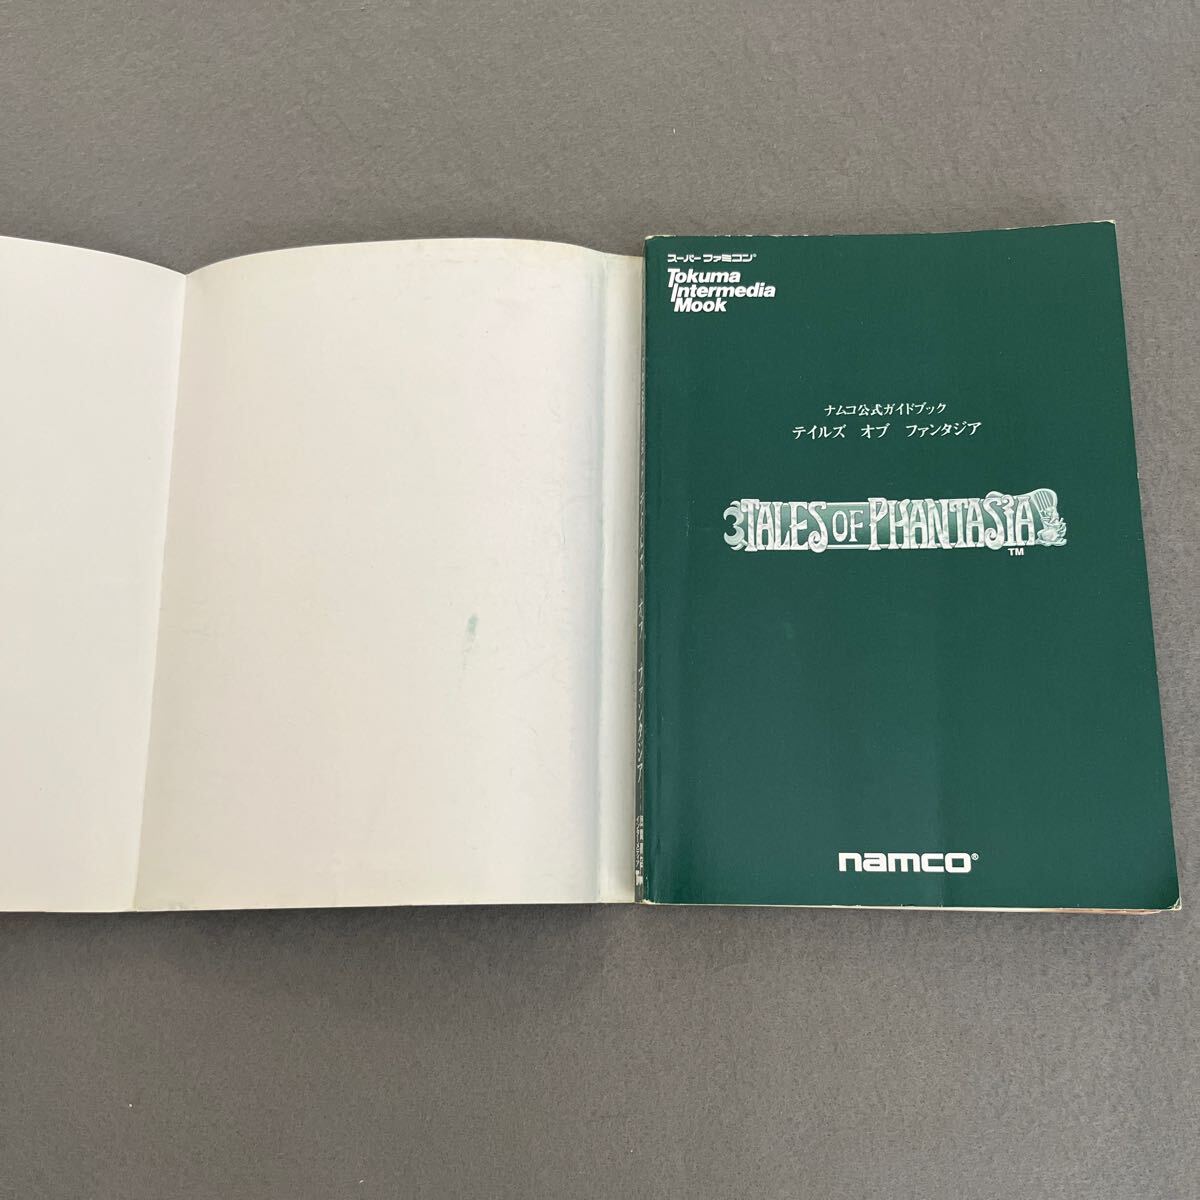 スーパーファミコン®
Tokuma
Intermedia
Mook
ナムコ公式ガイドブック
テイルズ オブ ファンタジア
TALES OF PHANTASIA
TM
namco®